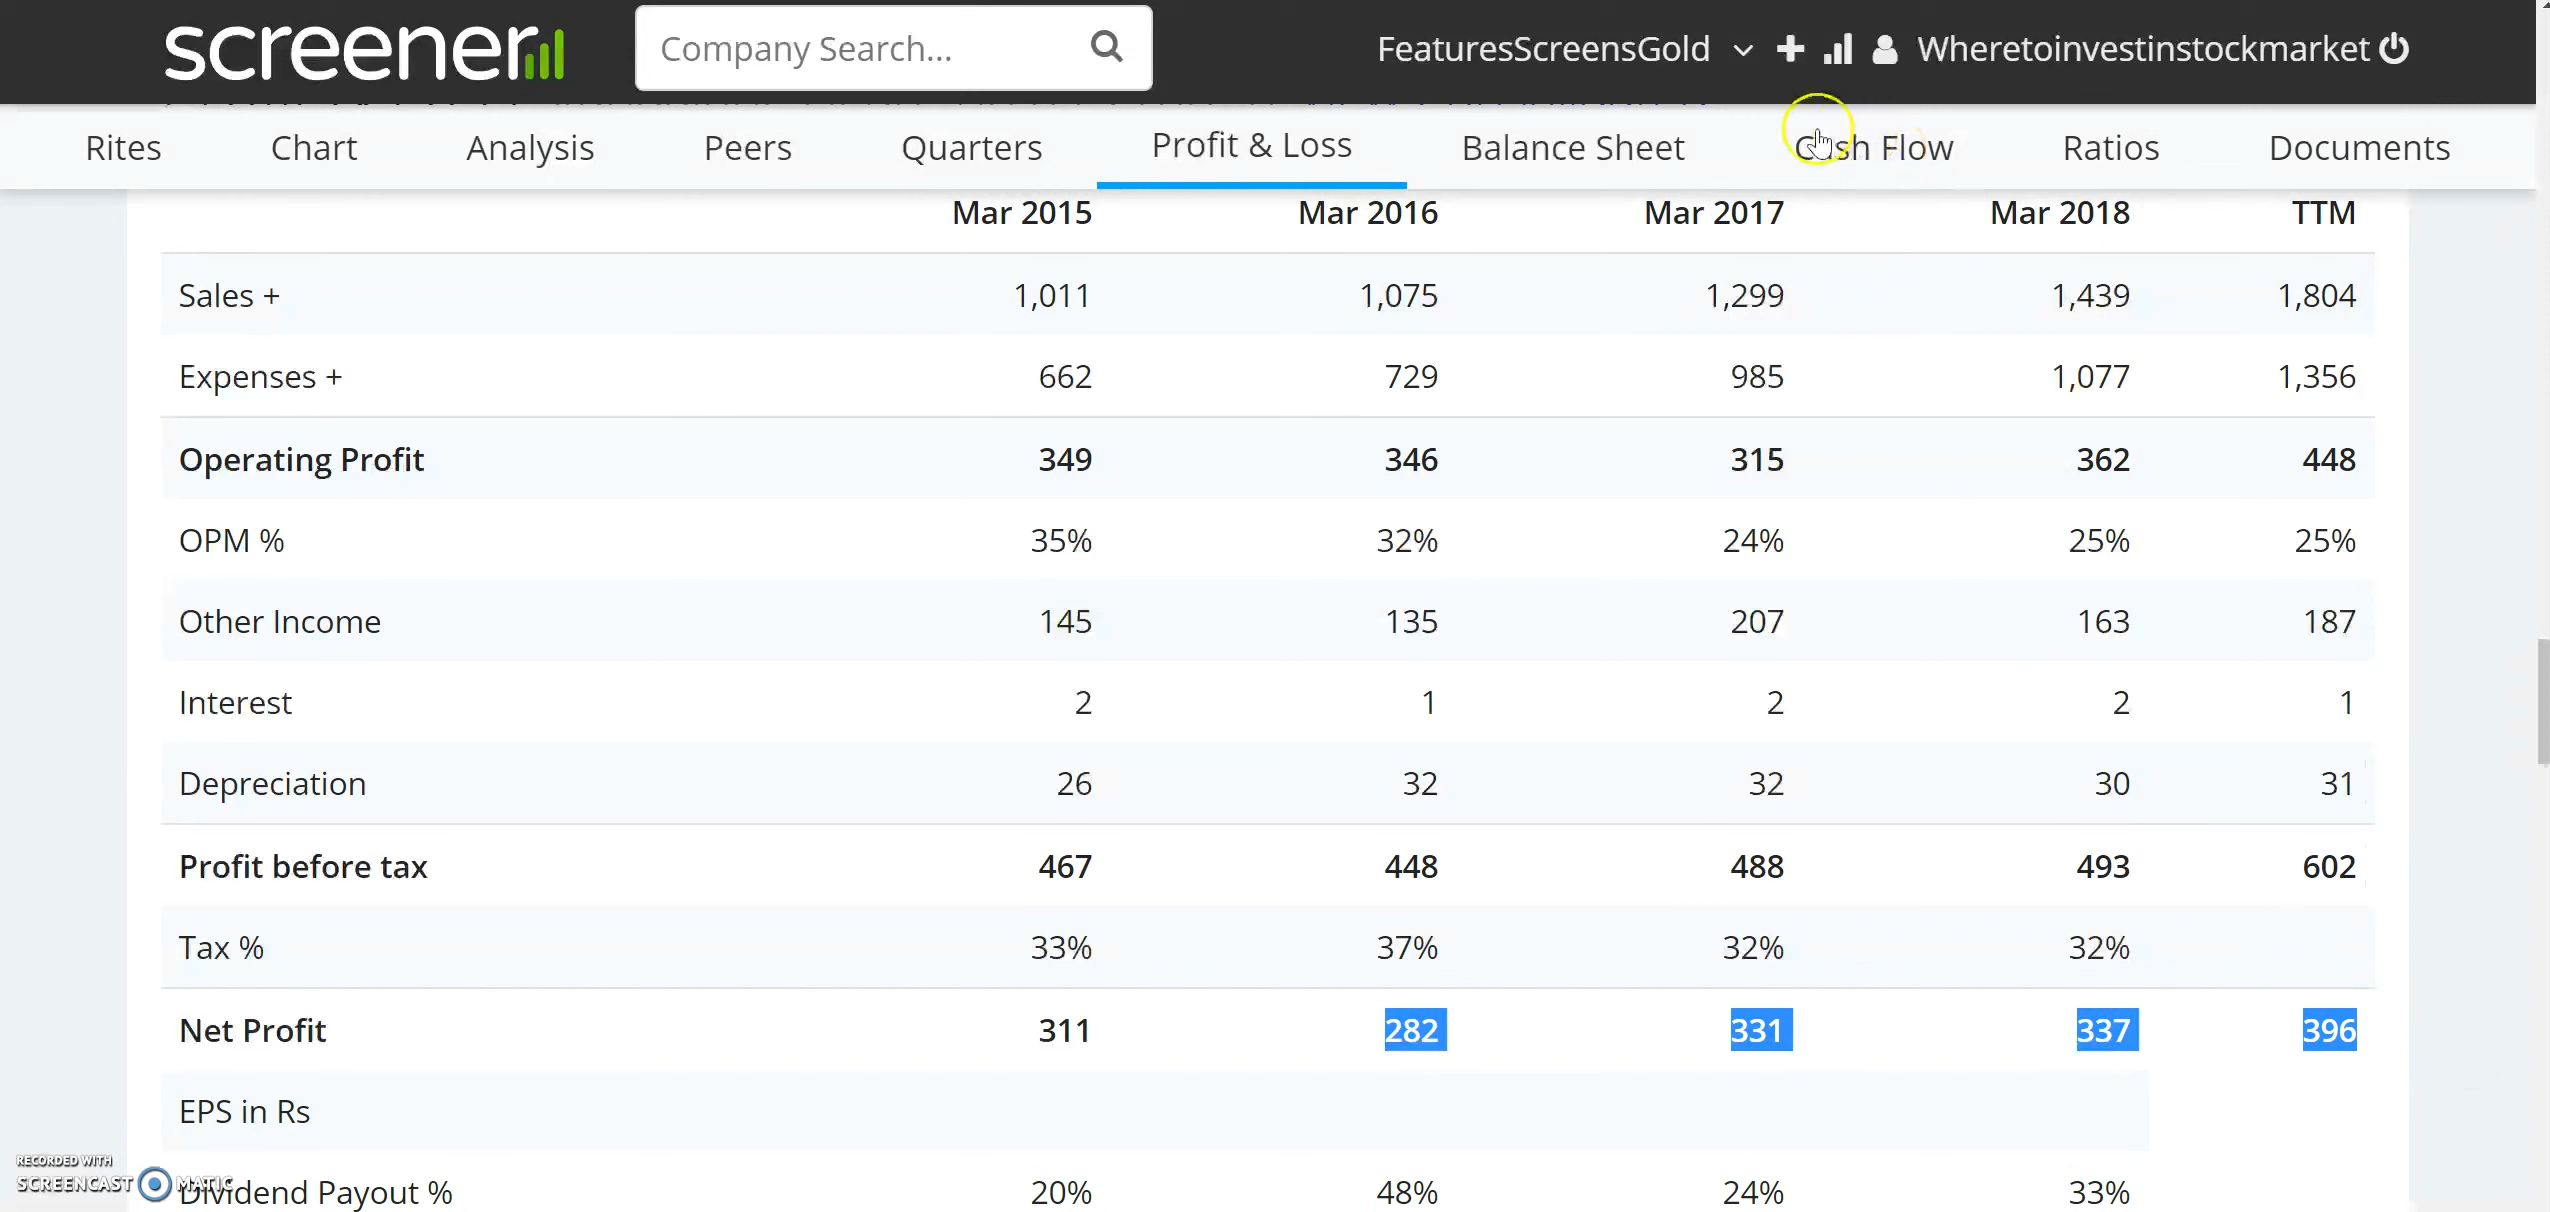 screener Company Search... FeaturesScreensGold Wheretoinvestinstockmarket
Rites Chart Analysis Peers Quarters Profit & Loss Balance Sheet Cash Flow Ratios Documents
Mar 2015 Mar 2016 Mar 2017 Mar 2018 TTM
Sales + 1,011 1,075 1,299 1,439 1,804
Expenses + 662 729 985 1,077 1,356
Operating Profit 349 346 315 362 448
OPM % 35% 32% 24% 25% 25%
Other Income 145 135 207 163 187
Interest 2 1 2 2 1
Depreciation 26 32 32 30 31
Profit before tax 467 448 488 493 602
Tax % 33% 37% 32% 32%
Net Profit 311 282 331 337 396
EPS in Rs
RECORDED WITH
SCREENCAST MATIC
Dividend Payout % 20% 48% 24% 33%